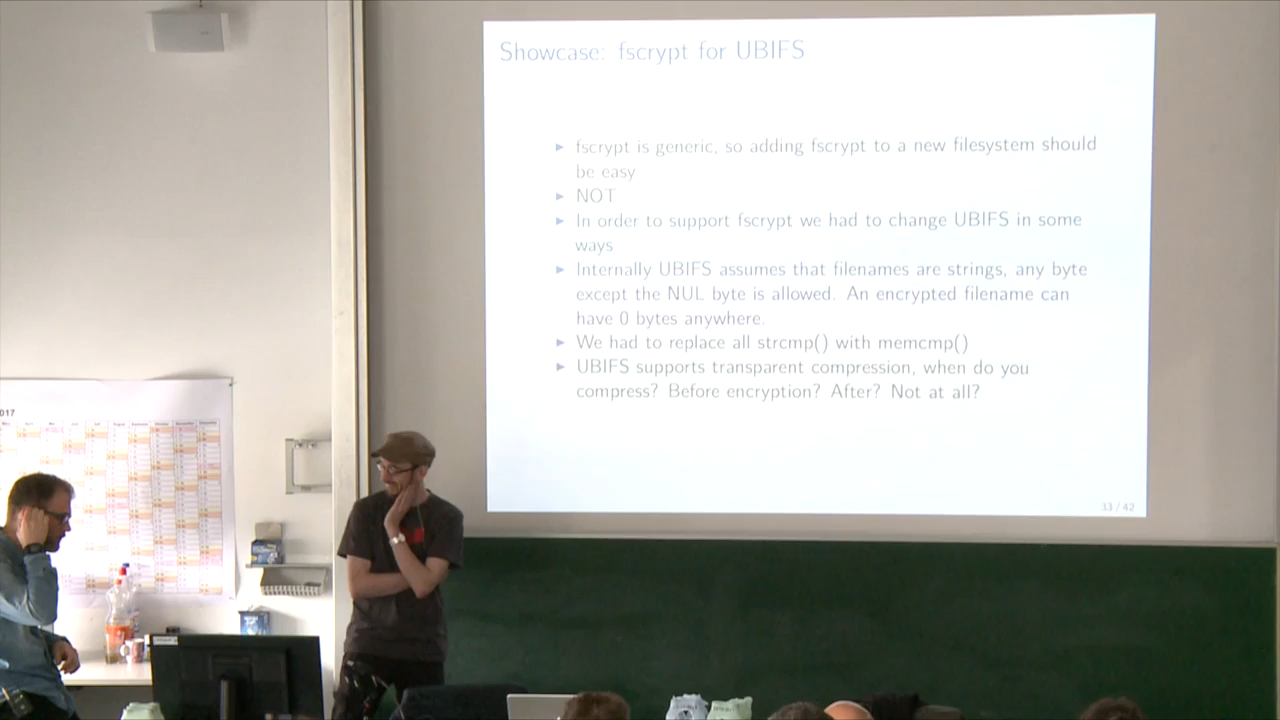 Showcase: fscrypt for UBIFS
▶ fscrypt is generic, so adding fscrypt to a new filesystem should
be easy
▶ NOT
▶ In order to support fscrypt we had to change UBIFS in some
ways
▶ Internally UBIFS assumes that filenames are strings, any byte
except the NUL byte is allowed. An encrypted filename can
have 0 bytes anywhere.
▶ We had to replace all strcmp() with memcmp()
▶ UBIFS supports transparent compression, when do you
compress? Before encryption? After? Not at all?
33 / 42